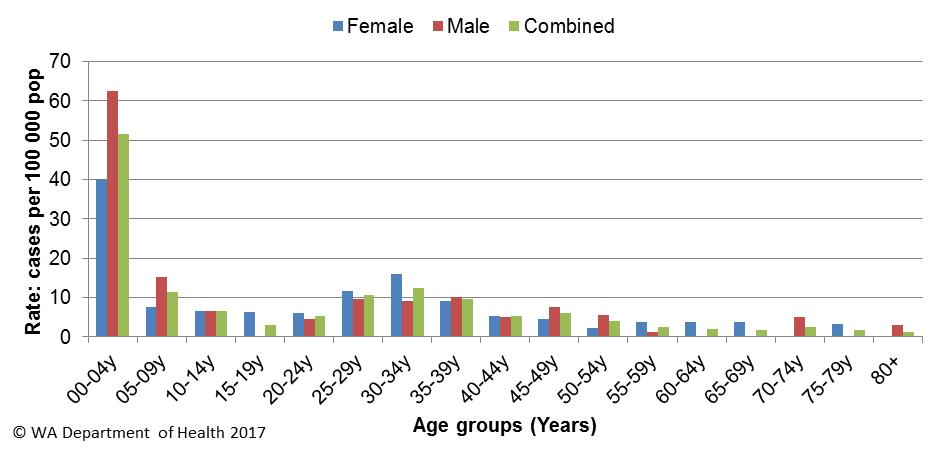 Female Male Combined
Rate: cases per 100 000 pop
70
60
50
40
30
20
10
0
00-04y 05-09y 10-14y 15-19y 20-24y 25-29y 30-34y 35-39y 40-44y 45-49y 50-54y 55-59y 60-64y 65-69y 70-74y 75-79y 80+
Age groups (Years)
© WA Department of Health 2017